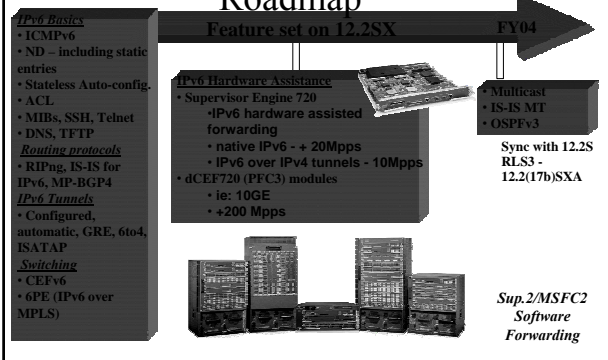 Roadmap
Feature set on 12.2SX
FY04
IPv6 Basics
• ICMPv6
• ND – including static
entries
• Stateless Auto-config.
• ACL
• MIBs, SSH, Telnet
• DNS, TFTP
Routing protocols
• RIPng, IS-IS for
IPv6, MP-BGP4
IPv6 Tunnels
• Configured,
automatic, GRE, 6to4,
ISATAP
Switching
• CEFv6
• 6PE (IPv6 over
MPLS)
IPv6 Hardware Assistance
• Supervisor Engine 720
•IPv6 hardware assisted
forwarding
• native IPv6 - + 20Mpps
• IPv6 over IPv4 tunnels - 10Mpps
• dCEF720 (PFC3) modules
• ie: 10GE
• +200 Mpps
• Multicast
• IS-IS MT
• OSPFv3
Sync with 12.2S
RLS3 -
12.2(17b)SXA
Sup.2/MSFC2
Software
Forwarding